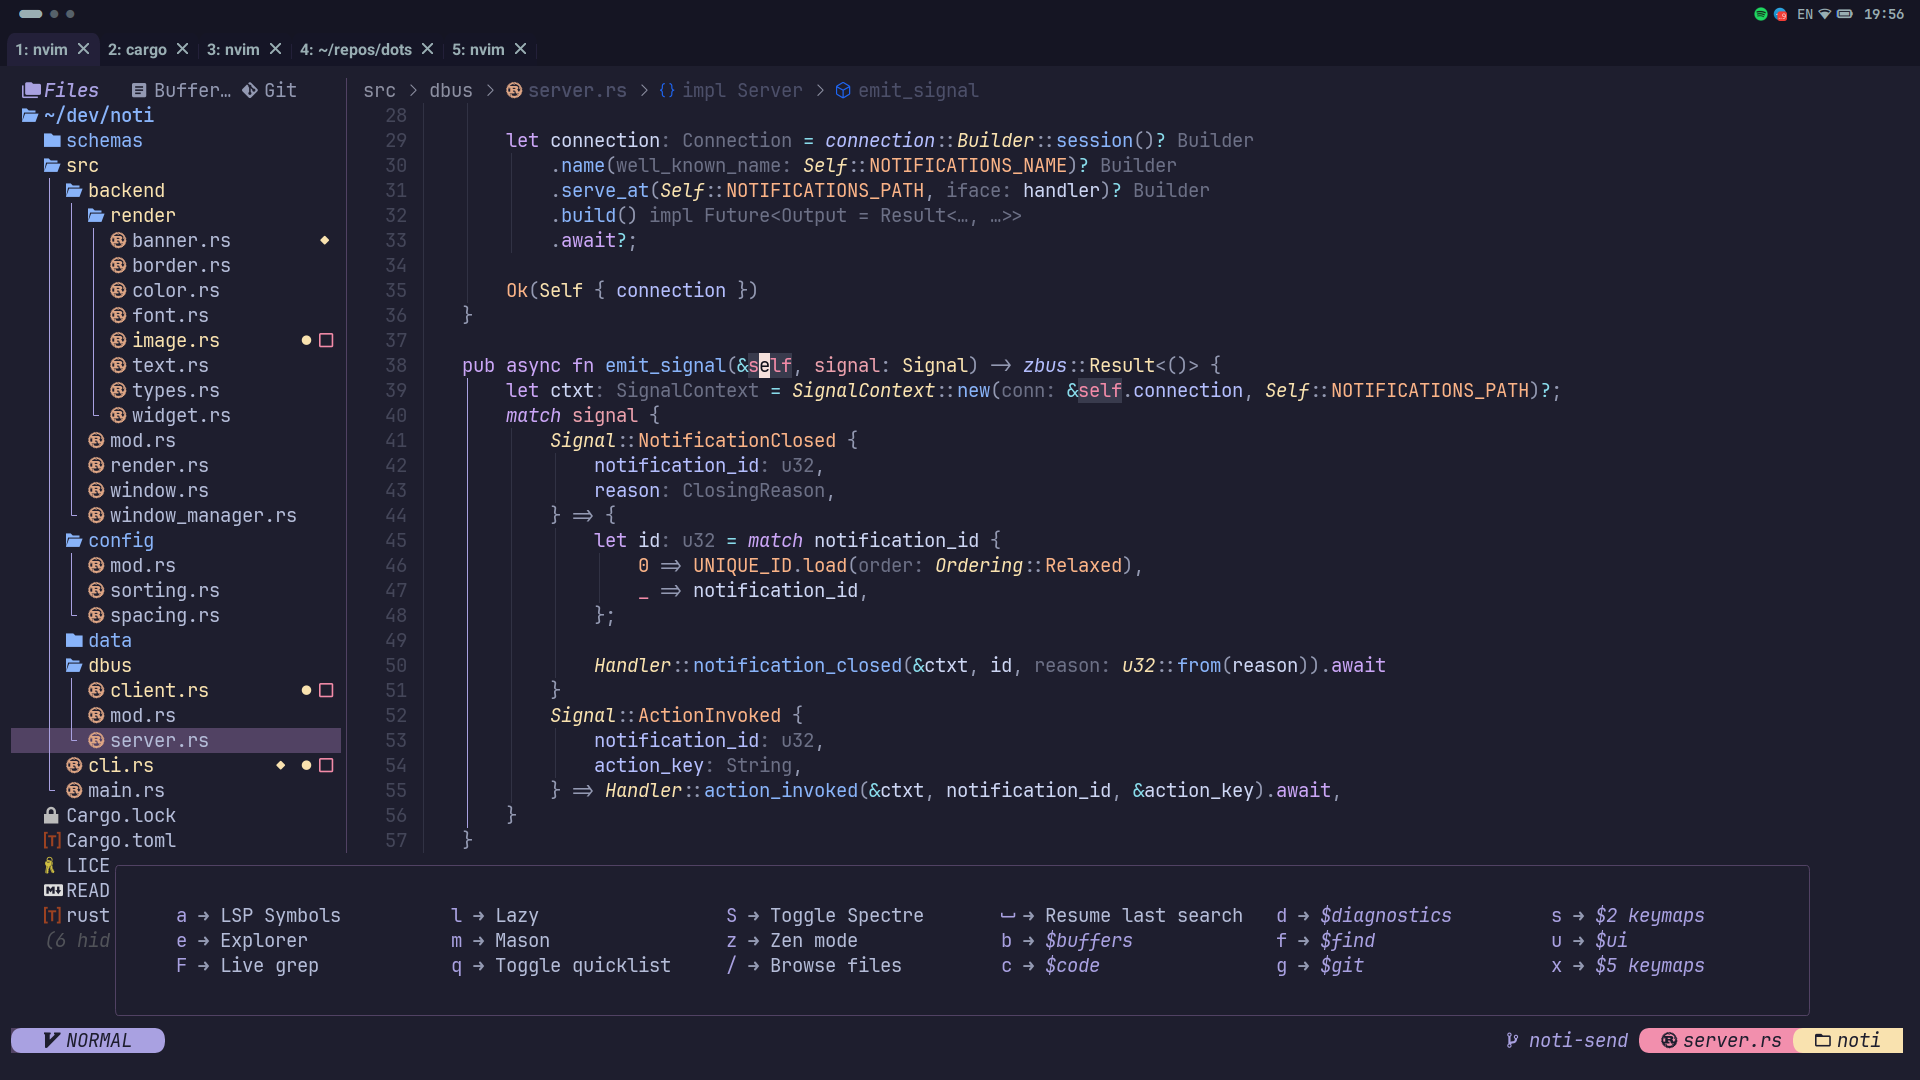 EN 19:56
1: nvim 2: cargo 3: nvim 4: ~/repos/dots 5: nvim
Files Buffer… Git
~/dev/noti
schemas
src
backend
render
banner.rs
border.rs
color.rs
font.rs
image.rs
text.rs
types.rs
widget.rs
mod.rs
render.rs
window.rs
window_manager.rs
config
mod.rs
sorting.rs
spacing.rs
data
dbus
client.rs
mod.rs
server.rs
cli.rs
main.rs
Cargo.lock
Cargo.toml
LICE
READ
rust
(6 hid
src > dbus > server.rs > {} impl Server > emit_signal
28
29 let connection: Connection = connection::Builder::session()? Builder
30 .name(well_known_name: Self::NOTIFICATIONS_NAME)? Builder
31 .serve_at(Self::NOTIFICATIONS_PATH, iface: handler)? Builder
32 .build() impl Future<Output = Result<…, …>>
33 .await?;
34
35 Ok(Self { connection })
36 }
37
38 pub async fn emit_signal(&self, signal: Signal) -> zbus::Result<()> {
39 let ctxt: SignalContext = SignalContext::new(conn: &self.connection, Self::NOTIFICATIONS_PATH)?;
40 match signal {
41 Signal::NotificationClosed {
42 notification_id: u32,
43 reason: ClosingReason,
44 } => {
45 let id: u32 = match notification_id {
46 0 => UNIQUE_ID.load(order: Ordering::Relaxed),
47 _ => notification_id,
48 };
49
50 Handler::notification_closed(&ctxt, id, reason: u32::from(reason)).await
51 }
52 Signal::ActionInvoked {
53 notification_id: u32,
54 action_key: String,
55 } => Handler::action_invoked(&ctxt, notification_id, &action_key).await,
56 }
57 }
a → LSP Symbols l → Lazy S → Toggle Spectre ␣ → Resume last search d → $diagnostics s → $2 keymaps
e → Explorer m → Mason z → Zen mode b → $buffers f → $find u → $ui
F → Live grep q → Toggle quicklist / → Browse files c → $code g → $git x → $5 keymaps
NORMAL noti-send server.rs noti